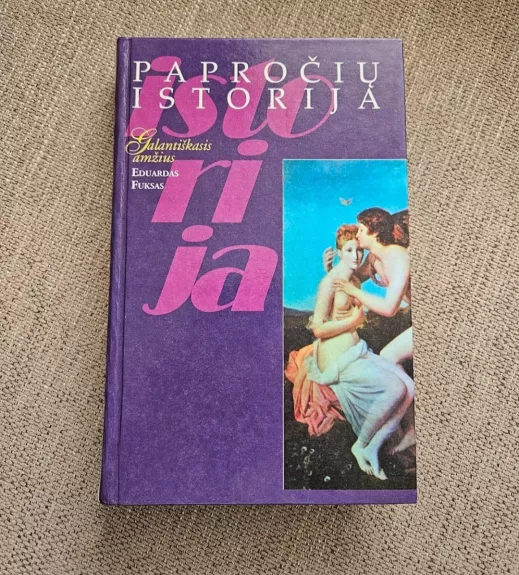 PAPROČIŲ
ISTORIJA
isto
ri
ja
Galantiškasis
amžius
EDUARDAS
FUKSAS